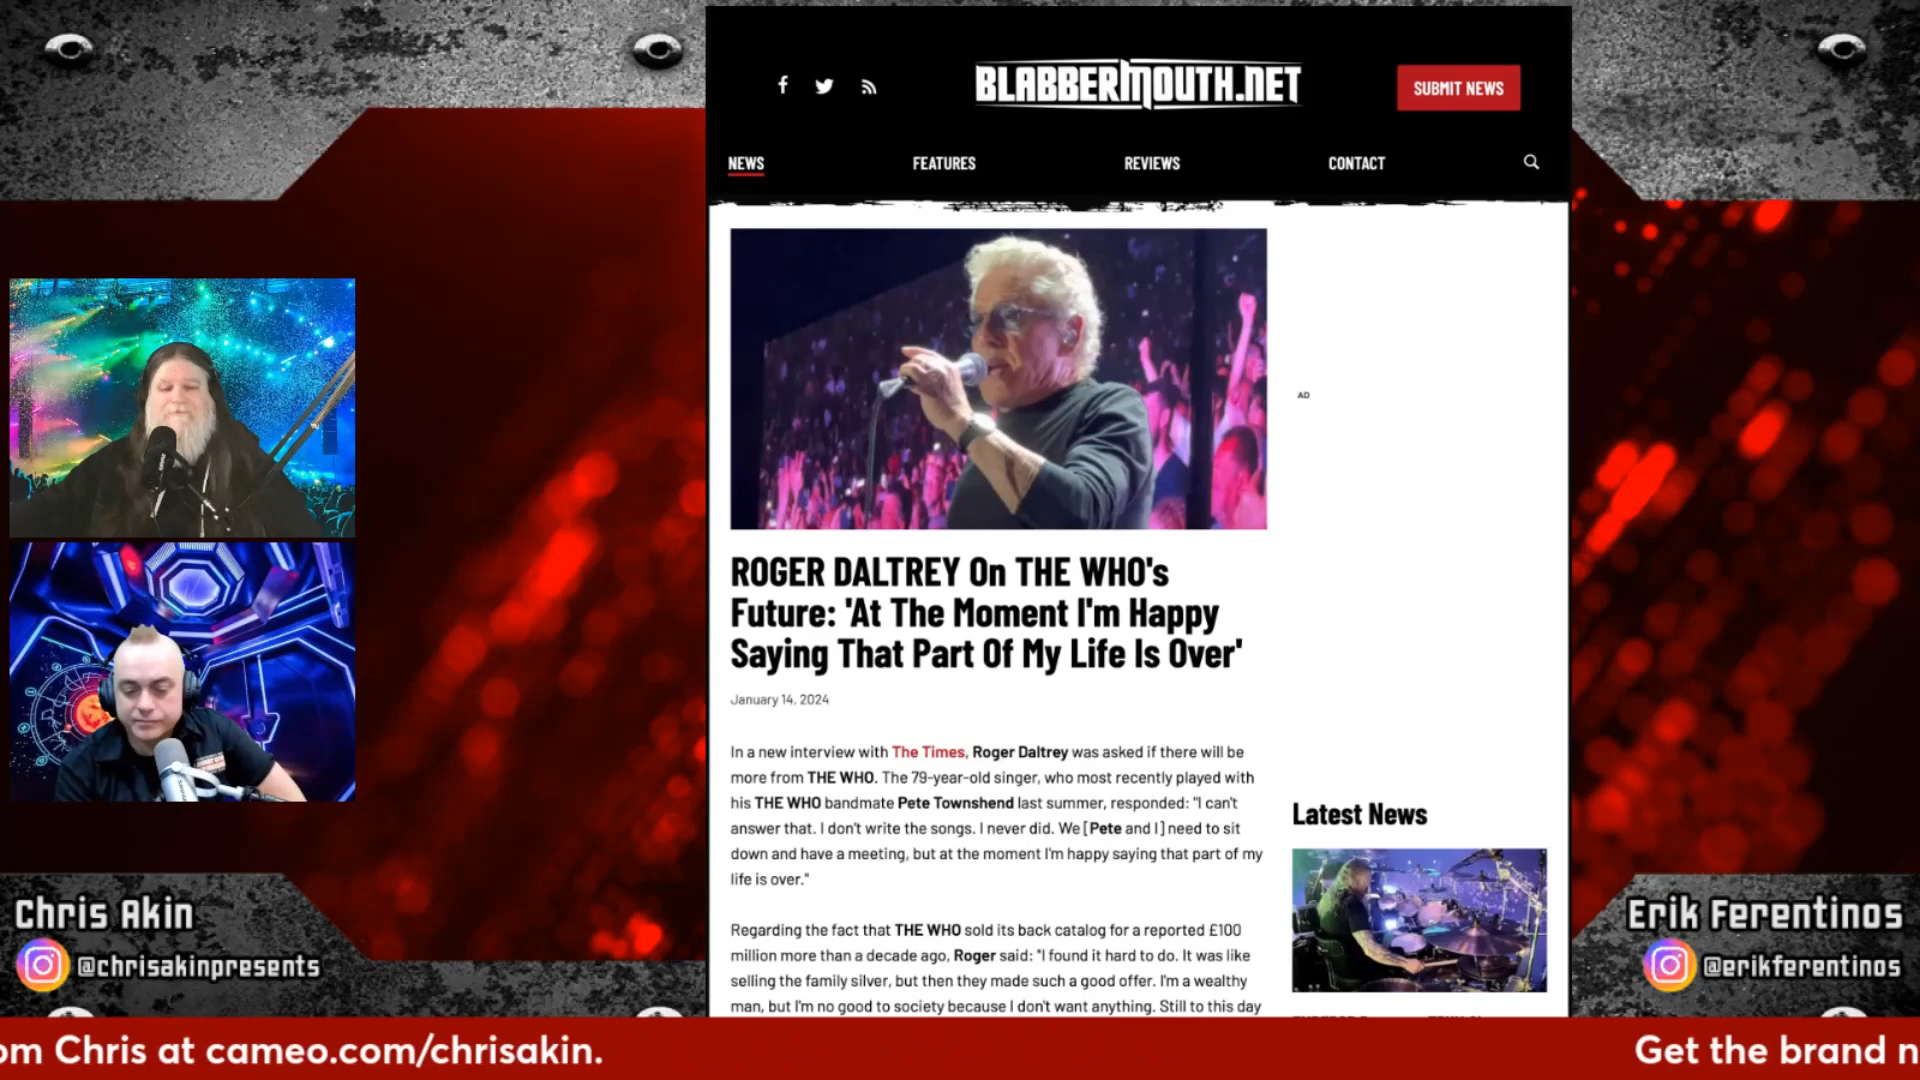 BLABBERMOUTH.NET
SUBMIT NEWS
NEWS
FEATURES
REVIEWS
CONTACT
AD
ROGER DALTREY On THE WHO's
Future: 'At The Moment I'm Happy
Saying That Part Of My Life Is Over'
January 14, 2024
In a new interview with The Times, Roger Daltrey was asked if there will be
more from THE WHO. The 79-year-old singer, who most recently played with
his THE WHO bandmate Pete Townshend last summer, responded: "I can't
answer that. I don't write the songs. I never did. We [Pete and I] need to sit
down and have a meeting, but at the moment I'm happy saying that part of my
life is over."
Regarding the fact that THE WHO sold its back catalog for a reported £100
million more than a decade ago, Roger said: "I found it hard to do. It was like
selling the family silver, but then they made such a good offer. I'm a wealthy
man, but I'm no good to society because I don't want anything. Still to this day
Latest News
Chris Akin
@chrisakinpresents
Erik Ferentinos
@erikferentinos
om Chris at cameo.com/chrisakin.
Get the brand n